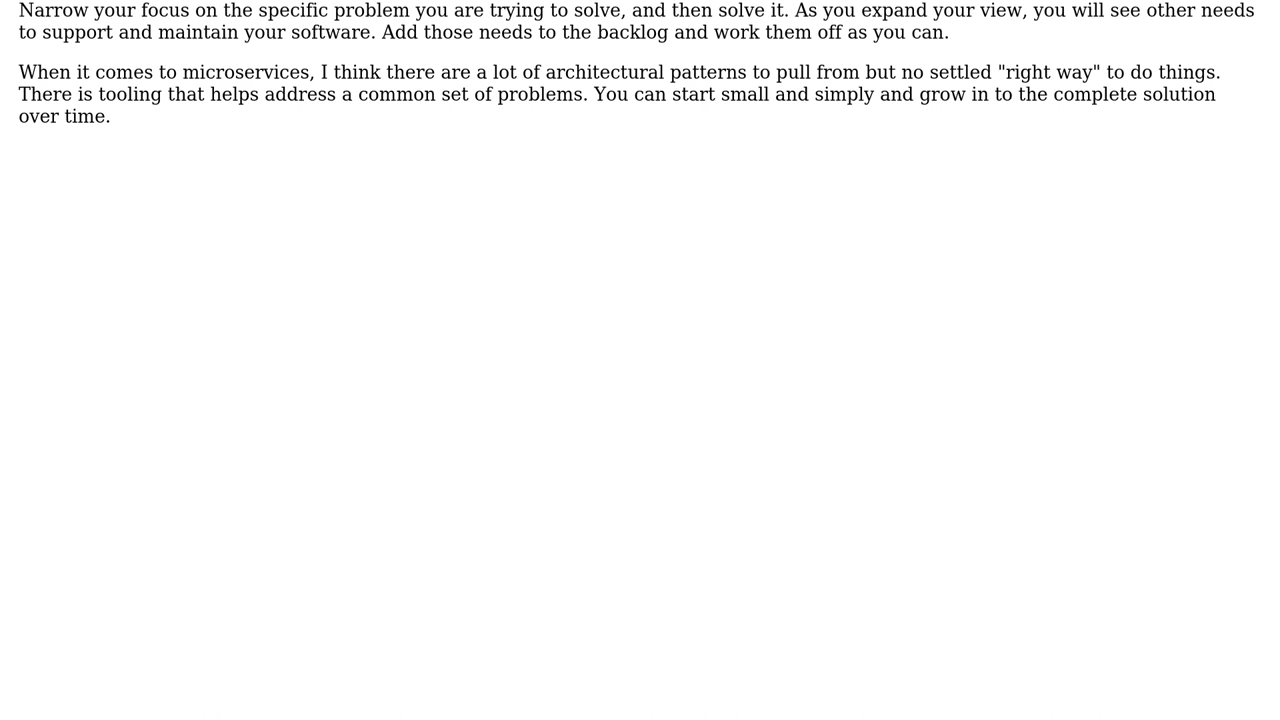 Narrow your focus on the specific problem you are trying to solve, and then solve it. As you expand your view, you will see other needs
to support and maintain your software. Add those needs to the backlog and work them off as you can.
When it comes to microservices, I think there are a lot of architectural patterns to pull from but no settled "right way" to do things.
There is tooling that helps address a common set of problems. You can start small and simply and grow in to the complete solution
over time.